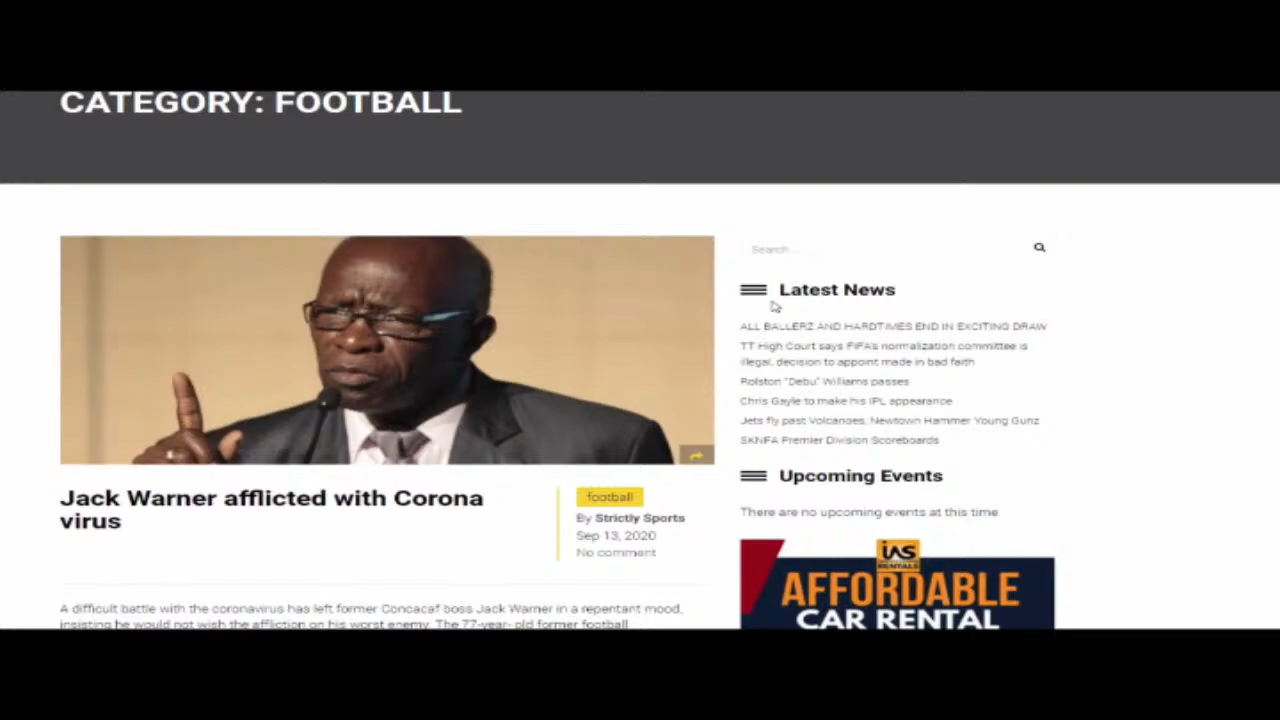 CATEGORY: FOOTBALL
Search...
Latest News
ALL BALLERZ AND HARDTIMES END IN EXCITING DRAW
TT High Court says FIFA's normalization committee is
illegal, decision to appoint made in bad faith
Rolston "Debu" Williams passes
Chris Gayle to make his IPL appearance
Jets fly past Volcanoes, Newtown Hammer Young Gunz
SKNFA Premier Division Scoreboards
Upcoming Events
There are no upcoming events at this time.
IAS
RENTALS
AFFORDABLE
CAR RENTAL
Jack Warner afflicted with Corona
virus
football
By Strictly Sports
Sep 13, 2020
No comment
A difficult battle with the coronavirus has left former Concacaf boss Jack Warner in a repentant mood,
insisting he would not wish the affliction on his worst enemy. The 77-year- old former football